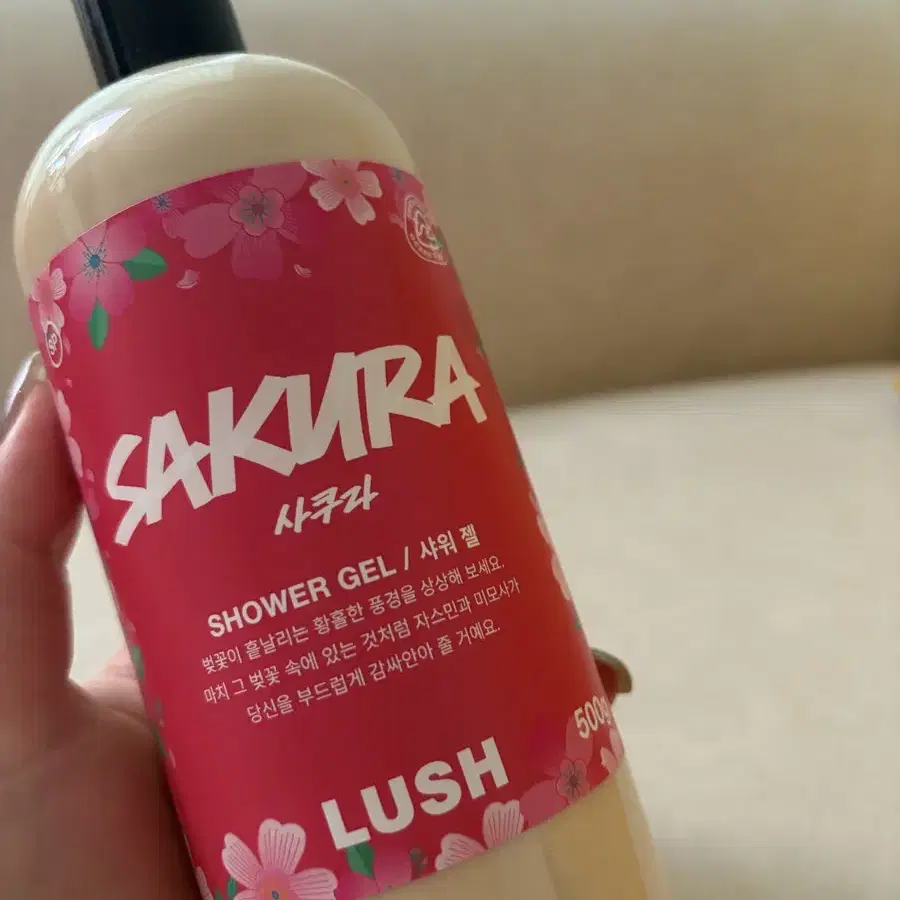 SAKURA
사쿠라
SHOWER GEL / 샤워 젤
벚꽃이 흩날리는 황홀한 풍경을 상상해 보세요.
마치 그 벚꽃 속에 있는 것처럼 자스민과 미모사가
당신을 부드럽게 감싸안아 줄 거예요.
500g
LUSH